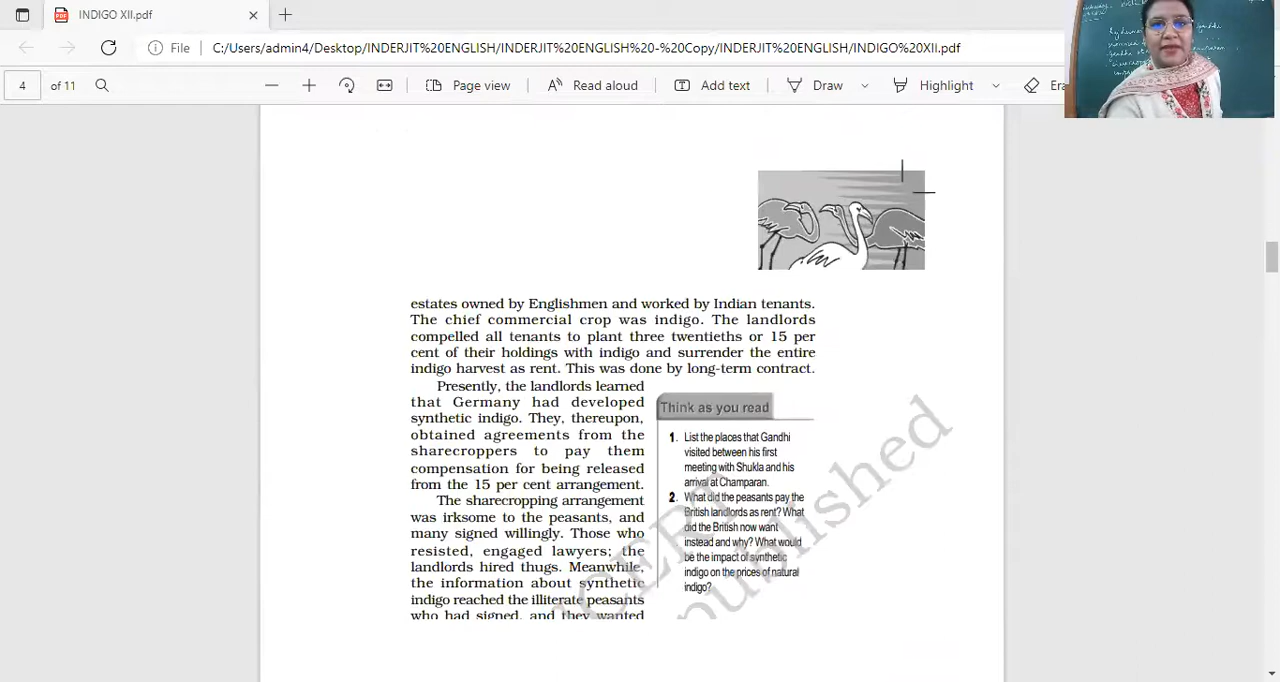 INDIGO XII.pdf
File
C:/Users/admin4/Desktop/INDERJIT%20ENGLISH/INDERJIT%20ENGLISH%20-%20Copy/INDERJIT%20ENGLISH/INDIGO%20XII.pdf
4 of 11
Page view
Read aloud
Add text
Draw
Highlight
Era
estates owned by Englishmen and worked by Indian tenants.
The chief commercial crop was indigo. The landlords
compelled all tenants to plant three twentieths or 15 per
cent of their holdings with indigo and surrender the entire
indigo harvest as rent. This was done by long-term contract.
Presently, the landlords learned
that Germany had developed
synthetic indigo. They, thereupon,
obtained agreements from the
sharecroppers to pay them
compensation for being released
from the 15 per cent arrangement.
The sharecropping arrangement
was irksome to the peasants, and
many signed willingly. Those who
resisted, engaged lawyers; the
landlords hired thugs. Meanwhile,
the information about synthetic
indigo reached the illiterate peasants
who had signed, and they wanted
Think as you read
1. List the places that Gandhi
visited between his first
meeting with Shukla and his
arrival at Champaran.
2. What did the peasants pay the
British landlords as rent? What
did the British now want
instead and why? What would
be the impact of synthetic
indigo on the prices of natural
indigo?
NCERT
published